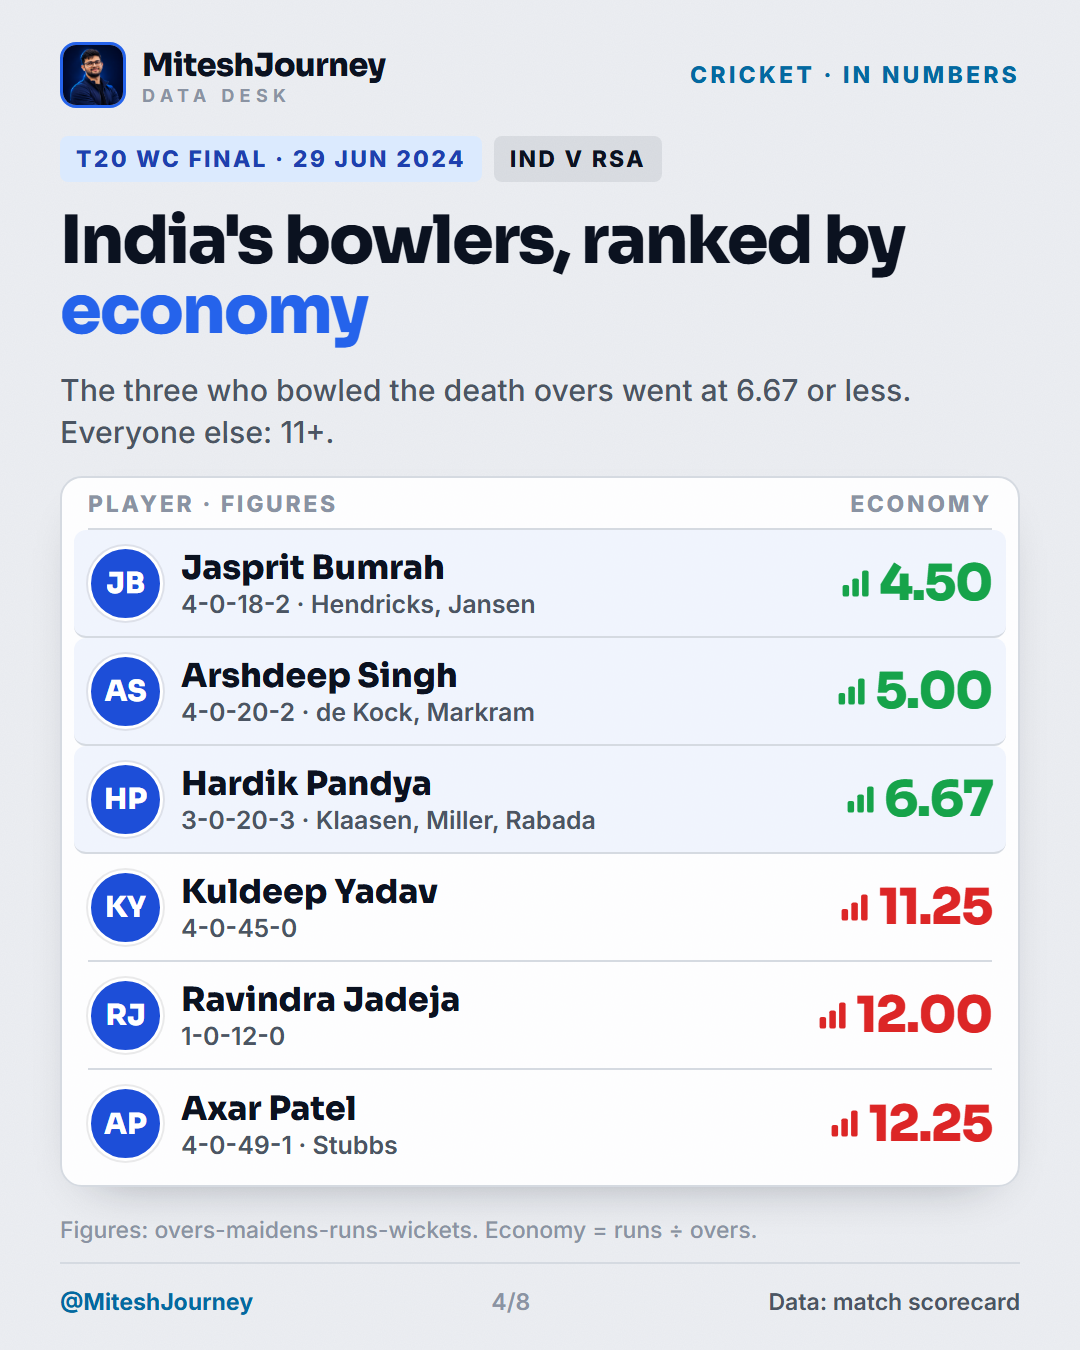 MiteshJourney
DATA DESK
CRICKET · IN NUMBERS
T20 WC FINAL · 29 JUN 2024
IND V RSA
India's bowlers, ranked by
economy
The three who bowled the death overs went at 6.67 or less.
Everyone else: 11+.
PLAYER · FIGURES
ECONOMY
JB
Jasprit Bumrah
4-0-18-2 · Hendricks, Jansen
4.50
AS
Arshdeep Singh
4-0-20-2 · de Kock, Markram
5.00
HP
Hardik Pandya
3-0-20-3 · Klaasen, Miller, Rabada
6.67
KY
Kuldeep Yadav
4-0-45-0
11.25
RJ
Ravindra Jadeja
1-0-12-0
12.00
AP
Axar Patel
4-0-49-1 · Stubbs
12.25
Figures: overs-maidens-runs-wickets. Economy = runs ÷ overs.
@MiteshJourney
4/8
Data: match scorecard